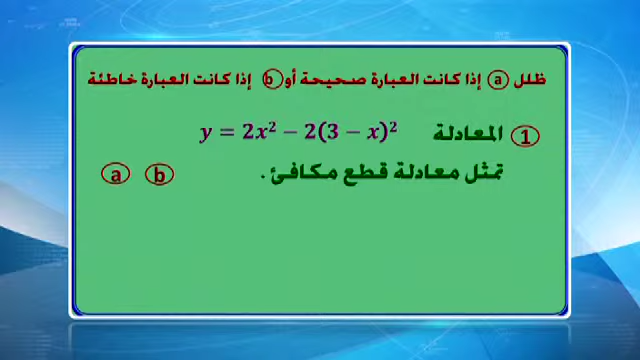 ظلل ⓐ إذا كانت العبارة صحيحة أو ⓑ إذا كانت العبارة خاطئة
① المعادلة y = 2x² − 2(3 − x)²
تمثل معادلة قطع مكافئ . ⓑ ⓐ